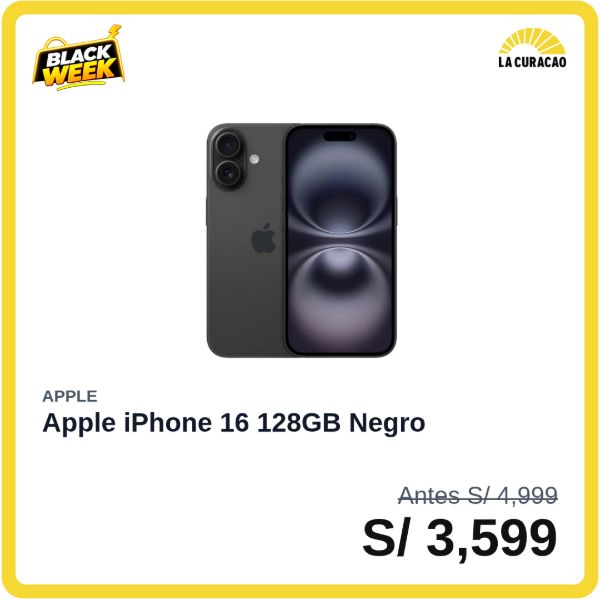 BLACK
WEEK
LA CURACAO
APPLE
Apple iPhone 16 128GB Negro
Antes S/ 4,999
S/ 3,599